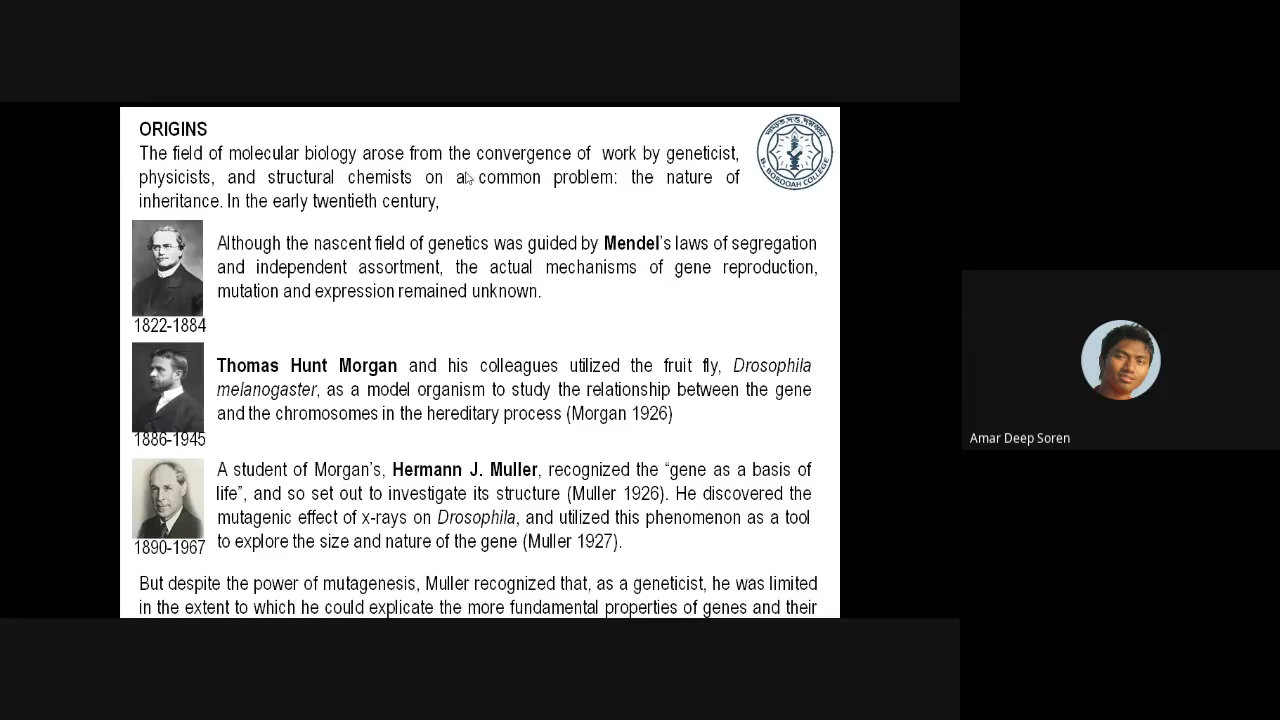 ORIGINS
The field of molecular biology arose from the convergence of work by geneticist,
physicists, and structural chemists on a common problem: the nature of
inheritance. In the early twentieth century,
B. BOROOAH COLLEGE
Although the nascent field of genetics was guided by Mendel's laws of segregation
and independent assortment, the actual mechanisms of gene reproduction,
mutation and expression remained unknown.
1822-1884
Thomas Hunt Morgan and his colleagues utilized the fruit fly, Drosophila
melanogaster, as a model organism to study the relationship between the gene
and the chromosomes in the hereditary process (Morgan 1926)
1886-1945
A student of Morgan's, Hermann J. Muller, recognized the “gene as a basis of
life”, and so set out to investigate its structure (Muller 1926). He discovered the
mutagenic effect of x-rays on Drosophila, and utilized this phenomenon as a tool
to explore the size and nature of the gene (Muller 1927).
1890-1967
But despite the power of mutagenesis, Muller recognized that, as a geneticist, he was limited
in the extent to which he could explicate the more fundamental properties of genes and their
Amar Deep Soren